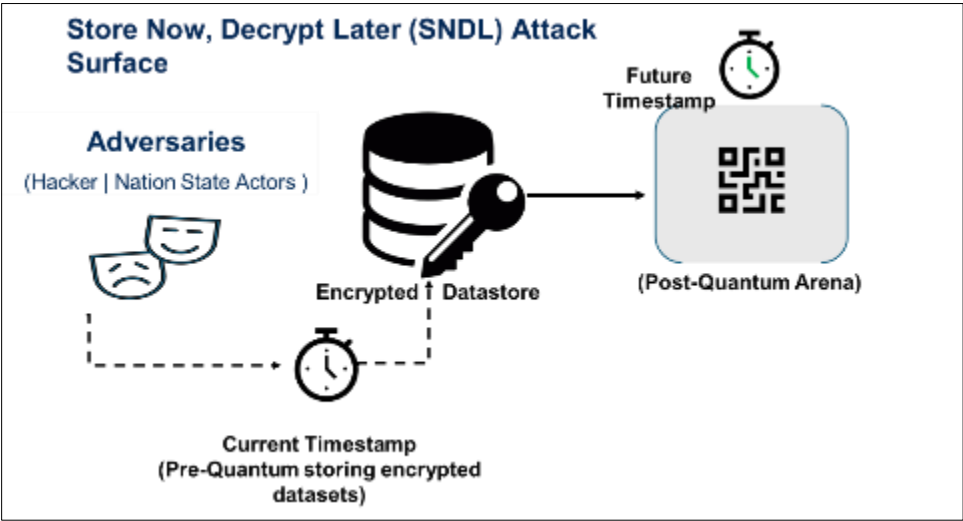 Store Now, Decrypt Later (SNDL) Attack
Surface
Adversaries
(Hacker | Nation State Actors )
Future
Timestamp
Encrypted Datastore
(Post-Quantum Arena)
Current Timestamp
(Pre-Quantum storing encrypted
datasets)